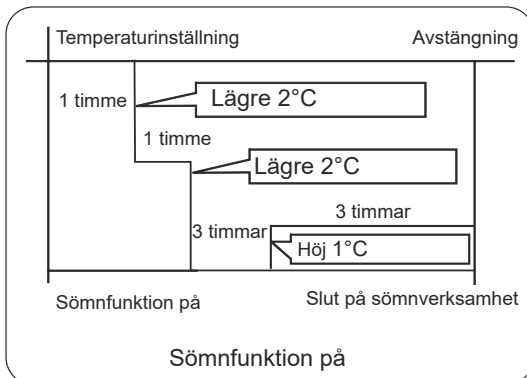 Temperaturinställning Avstängning
1 timme Lägre 2°C
1 timme
Lägre 2°C
3 timmar
3 timmar
Höj 1°C
Sömnfunktion på Slut på sömnverksamhet
Sömnfunktion på